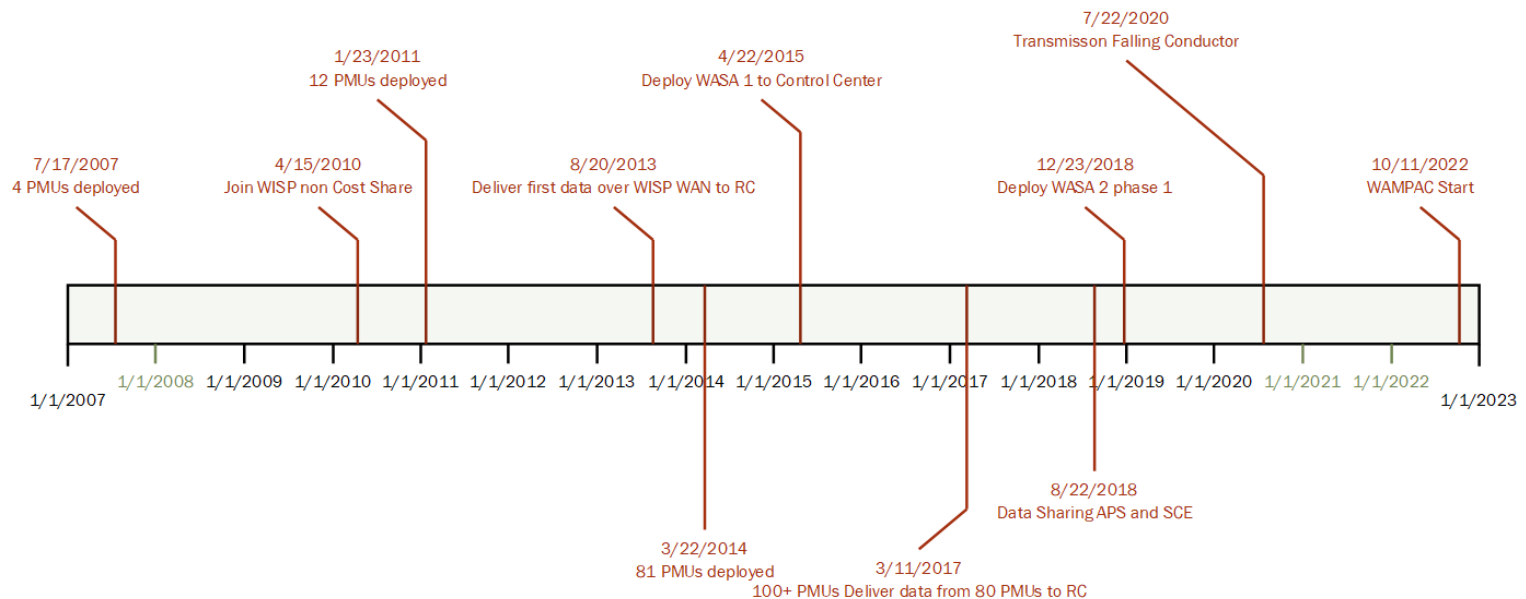 7/22/2020
Transmisson Falling Conductor
1/23/2011
12 PMUs deployed
4/22/2015
Deploy WASA 1 to Control Center
7/17/2007
4 PMUs deployed
4/15/2010
Join WISP non Cost Share
8/20/2013
Deliver first data over WISP WAN to RC
12/23/2018
Deploy WASA 2 phase 1
10/11/2022
WAMPAC Start
1/1/2007
1/1/2008
1/1/2009
1/1/2010
1/1/2011
1/1/2012
1/1/2013
1/1/2014
1/1/2015
1/1/2016
1/1/2017
1/1/2018
1/1/2019
1/1/2020
1/1/2021
1/1/2022
1/1/2023
8/22/2018
Data Sharing APS and SCE
3/22/2014
81 PMUs deployed
3/11/2017
100+ PMUs Deliver data from 80 PMUs to RC